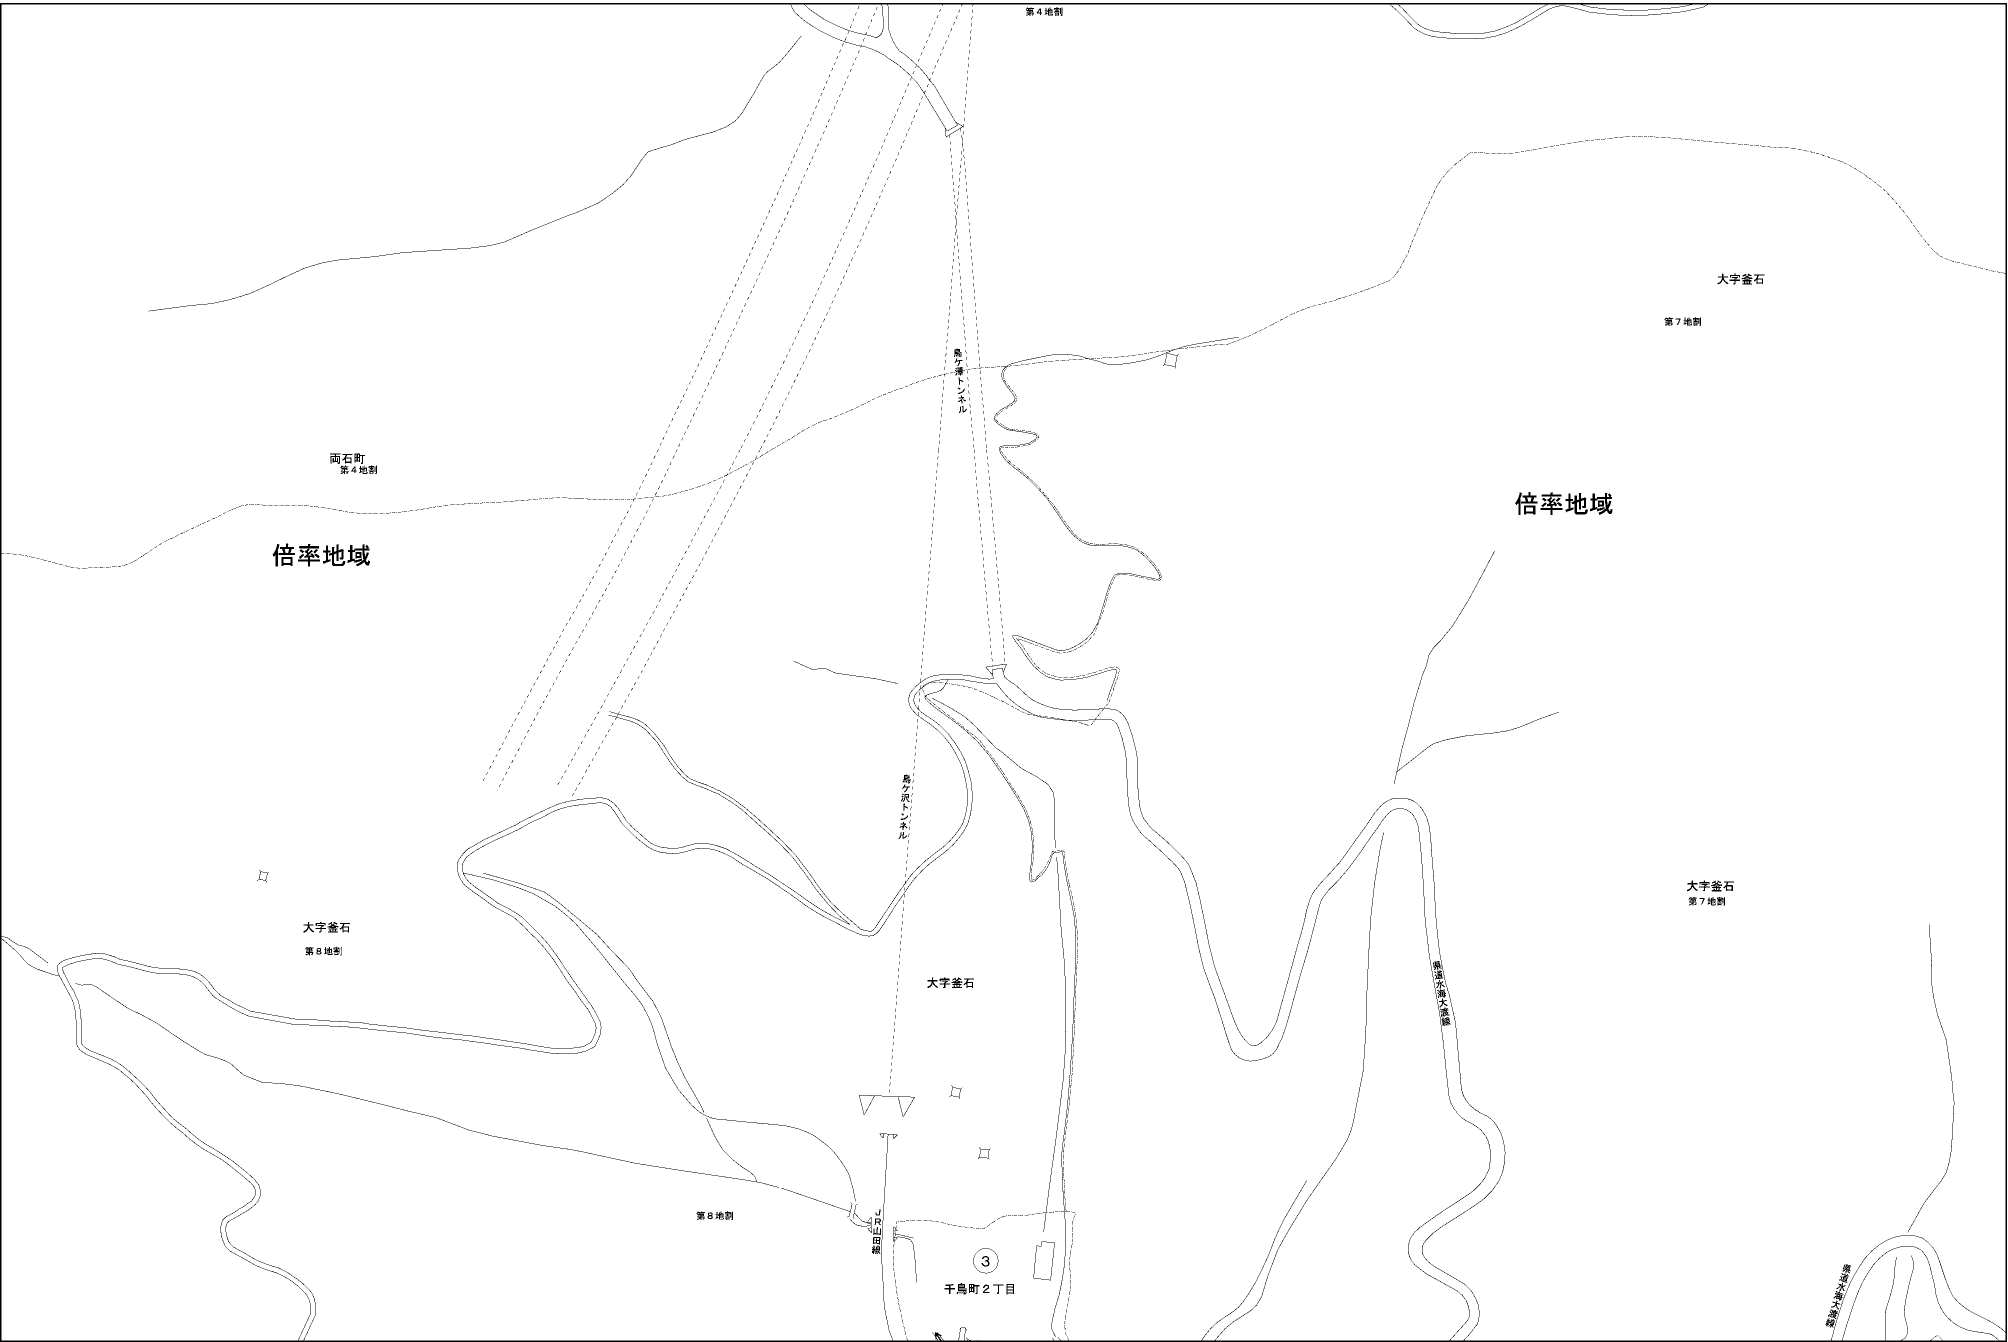 第４地割
大字釜石
第７地割
鳥ケ澤トンネル
両石町
第４地割
倍率地域
倍率地域
鳥ケ沢トンネル
大字釜石
第７地割
大字釜石
第８地割
大字釜石
県道水海大渡線
第８地割
ＪＲ山田線
3
千鳥町２丁目
県道水海大渡線